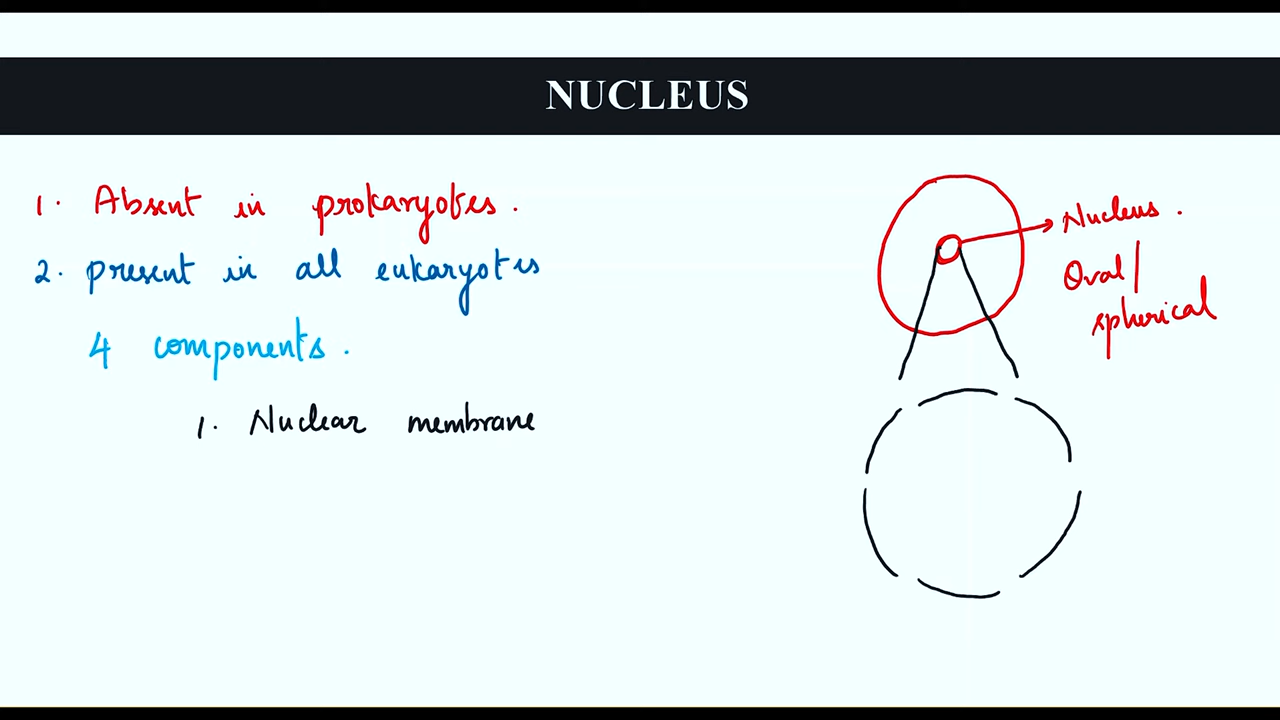 NUCLEUS
1. Absent in prokaryotes.
2. present in all eukaryotes
4 components.
1. Nuclear membrane
Nucleus.
Oval/
spherical